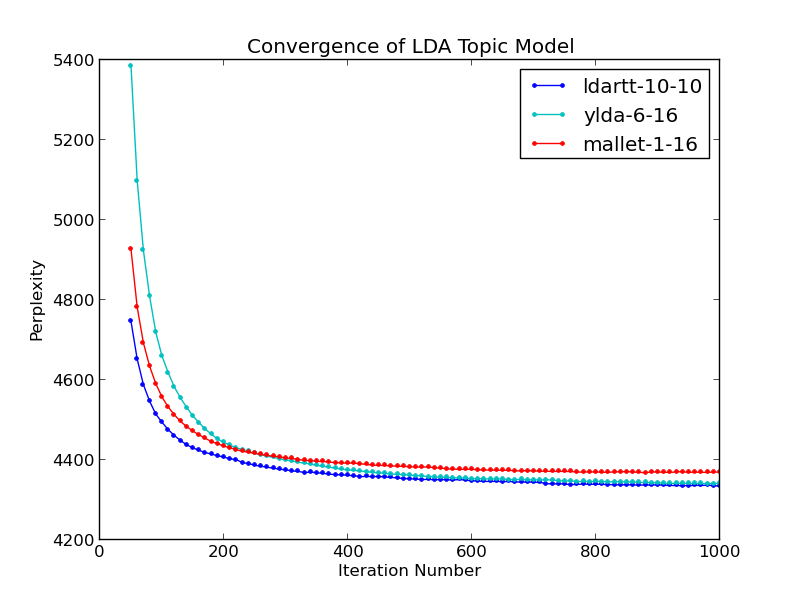 Convergence of LDA Topic Model
ldartt-10-10
ylda-6-16
mallet-1-16
Perplexity
5400
5200
5000
4800
4600
4400
4200
0 200 400 600 800 1000
Iteration Number